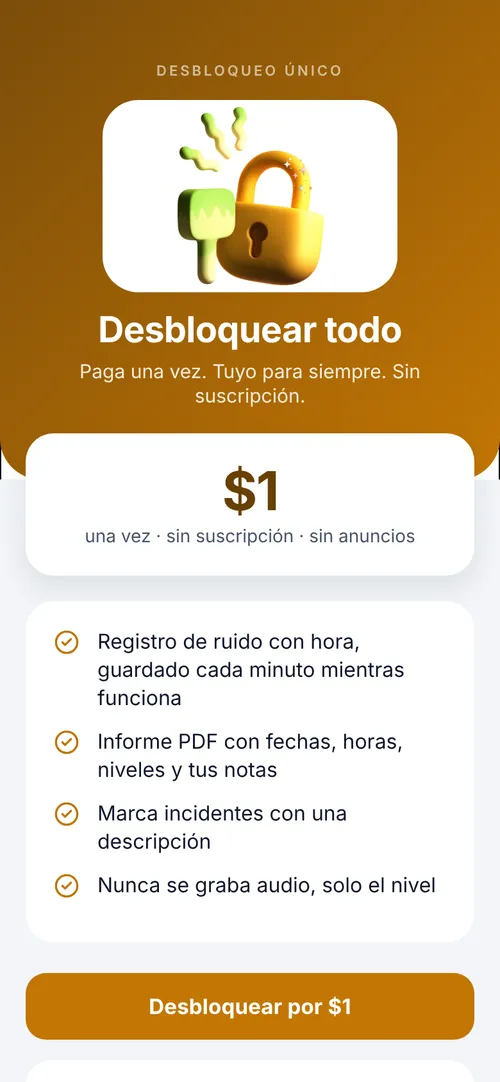 DESBLOQUEO ÚNICO
Desbloquear todo
Paga una vez. Tuyo para siempre. Sin
suscripción.
$1
una vez · sin suscripción · sin anuncios
Registro de ruido con hora,
guardado cada minuto mientras
funciona
Informe PDF con fechas, horas,
niveles y tus notas
Marca incidentes con una
descripción
Nunca se graba audio, solo el nivel
Desbloquear por $1